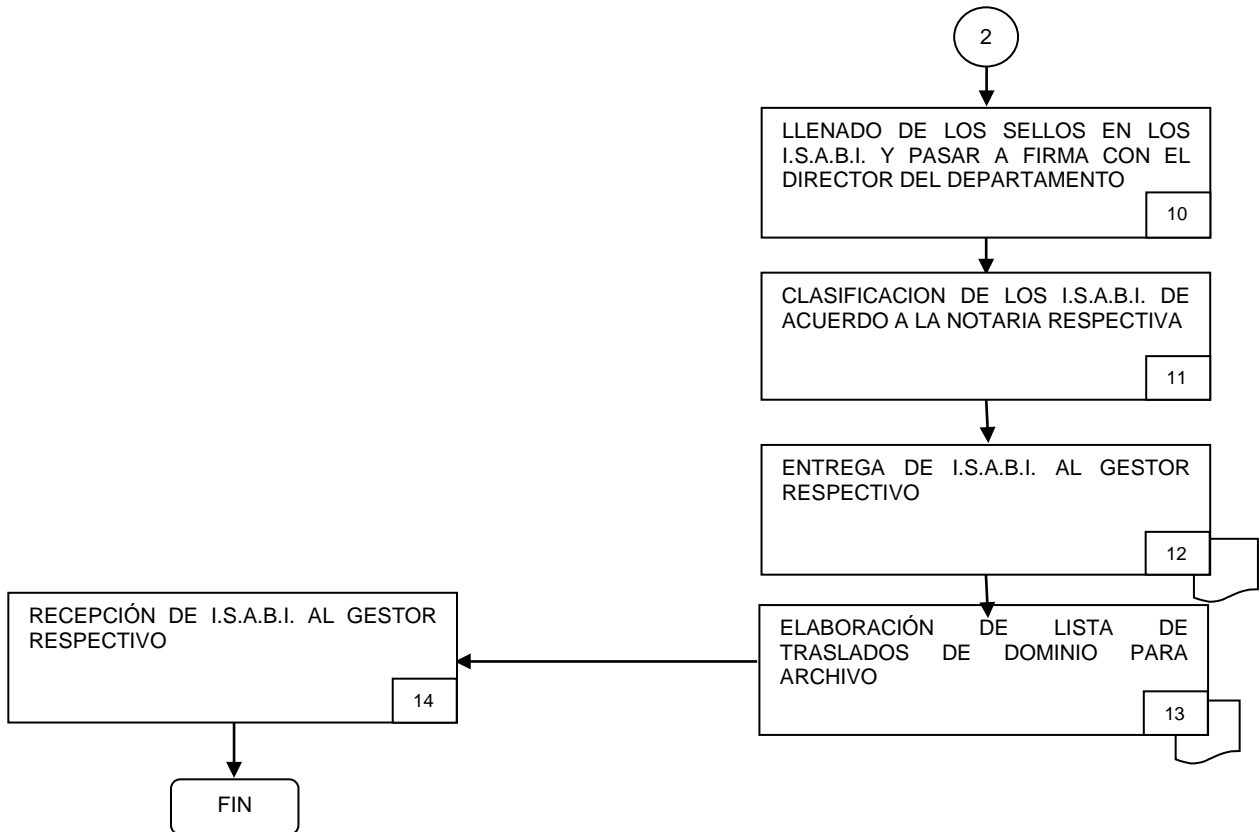 2
LLENADO DE LOS SELLOS EN LOS
I.S.A.B.I. Y PASAR A FIRMA CON EL
DIRECTOR DEL DEPARTAMENTO
10
CLASIFICACION DE LOS I.S.A.B.I. DE
ACUERDO A LA NOTARIA RESPECTIVA
11
ENTREGA DE I.S.A.B.I. AL GESTOR
RESPECTIVO
12
ELABORACIÓN DE LISTA DE
TRASLADOS DE DOMINIO PARA
ARCHIVO
13
RECEPCIÓN DE I.S.A.B.I. AL GESTOR
RESPECTIVO
14
FIN